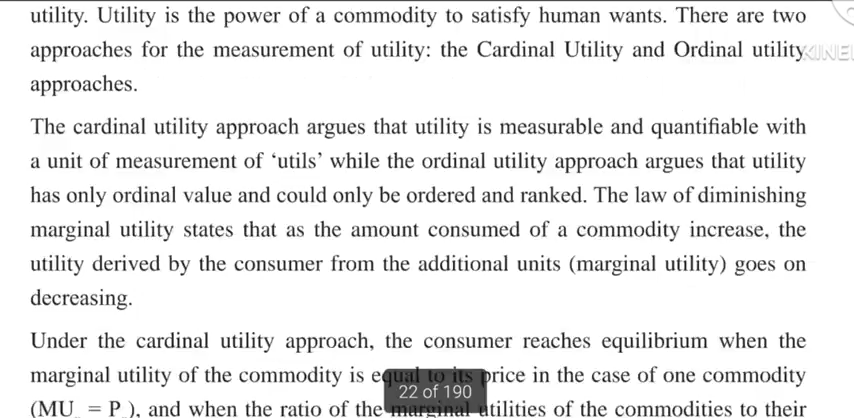 utility. Utility is the power of a commodity to satisfy human wants. There are two
approaches for the measurement of utility: the Cardinal Utility and Ordinal utility
KINE
approaches.
The cardinal utility approach argues that utility is measurable and quantifiable with
a unit of measurement of ‘utils’ while the ordinal utility approach argues that utility
has only ordinal value and could only be ordered and ranked. The law of diminishing
marginal utility states that as the amount consumed of a commodity increase, the
utility derived by the consumer from the additional units (marginal utility) goes on
decreasing.
Under the cardinal utility approach, the consumer reaches equilibrium when the
marginal utility of the commodity is equal to its price in the case of one commodity
22 of 190
(MU = P ), and when the ratio of the marginal utilities of the commodities to their